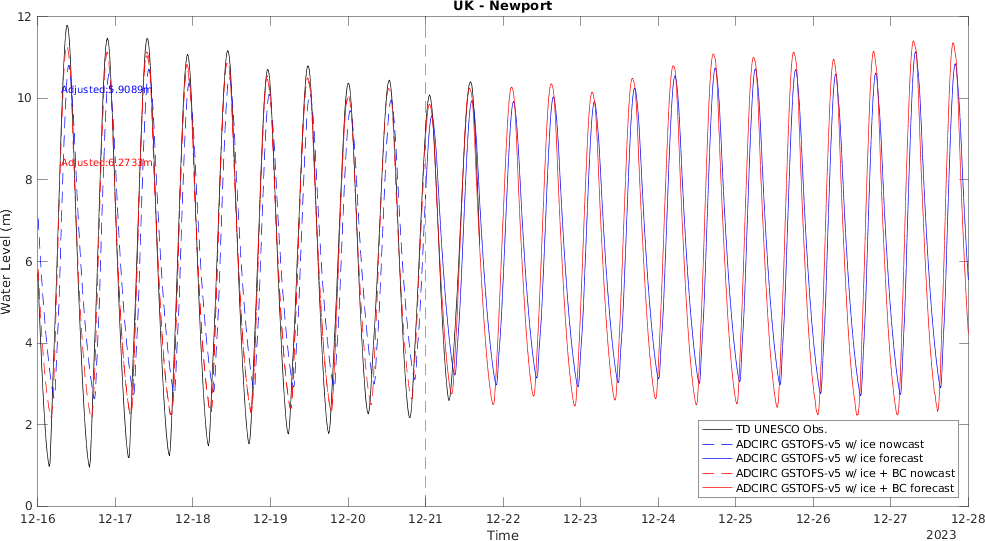 UK - Newport
12
10
8
6
4
2
0
Water Level (m)
Adjusted:5.9089m
Adjusted:6.2733m
TD UNESCO Obs.
ADCIRC GSTOFS-v5 w/ ice nowcast
ADCIRC GSTOFS-v5 w/ ice forecast
ADCIRC GSTOFS-v5 w/ ice + BC nowcast
ADCIRC GSTOFS-v5 w/ ice + BC forecast
12-16 12-17 12-18 12-19 12-20 12-21 12-22 12-23 12-24 12-25 12-26 12-27 12-28
Time
2023